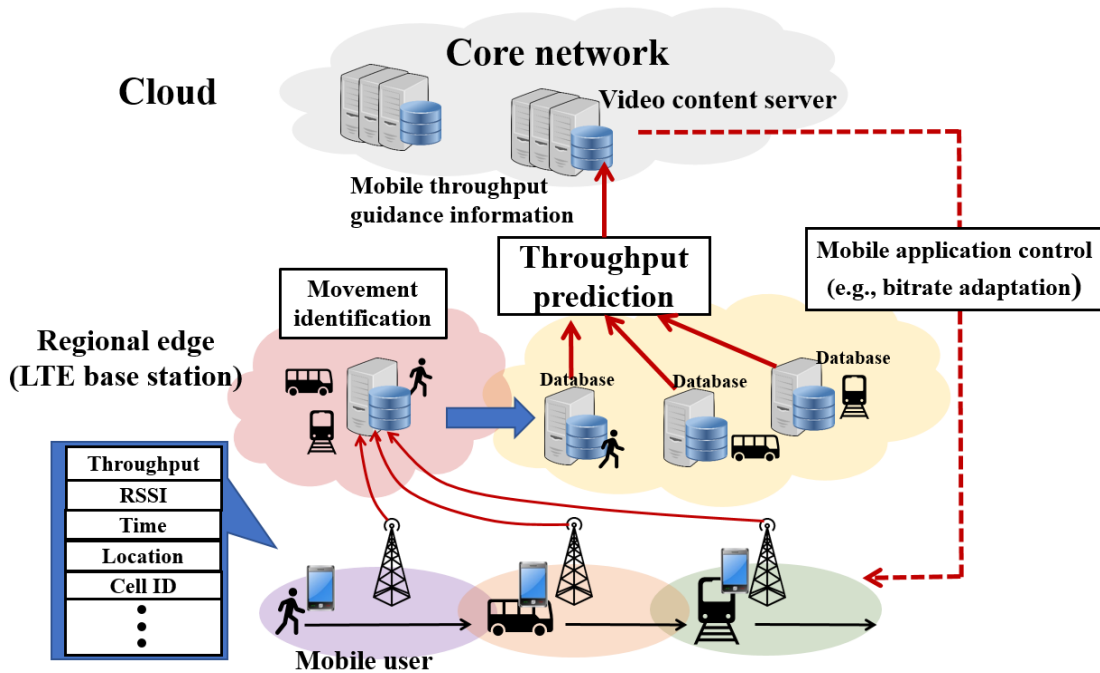 Core network
Cloud
Video content server
Mobile throughput
guidance information
Throughput
prediction
Mobile application control
(e.g., bitrate adaptation)
Movement
identification
Regional edge
(LTE base station)
Database
Database
Database
Throughput
RSSI
Time
Location
Cell ID
Mobile user